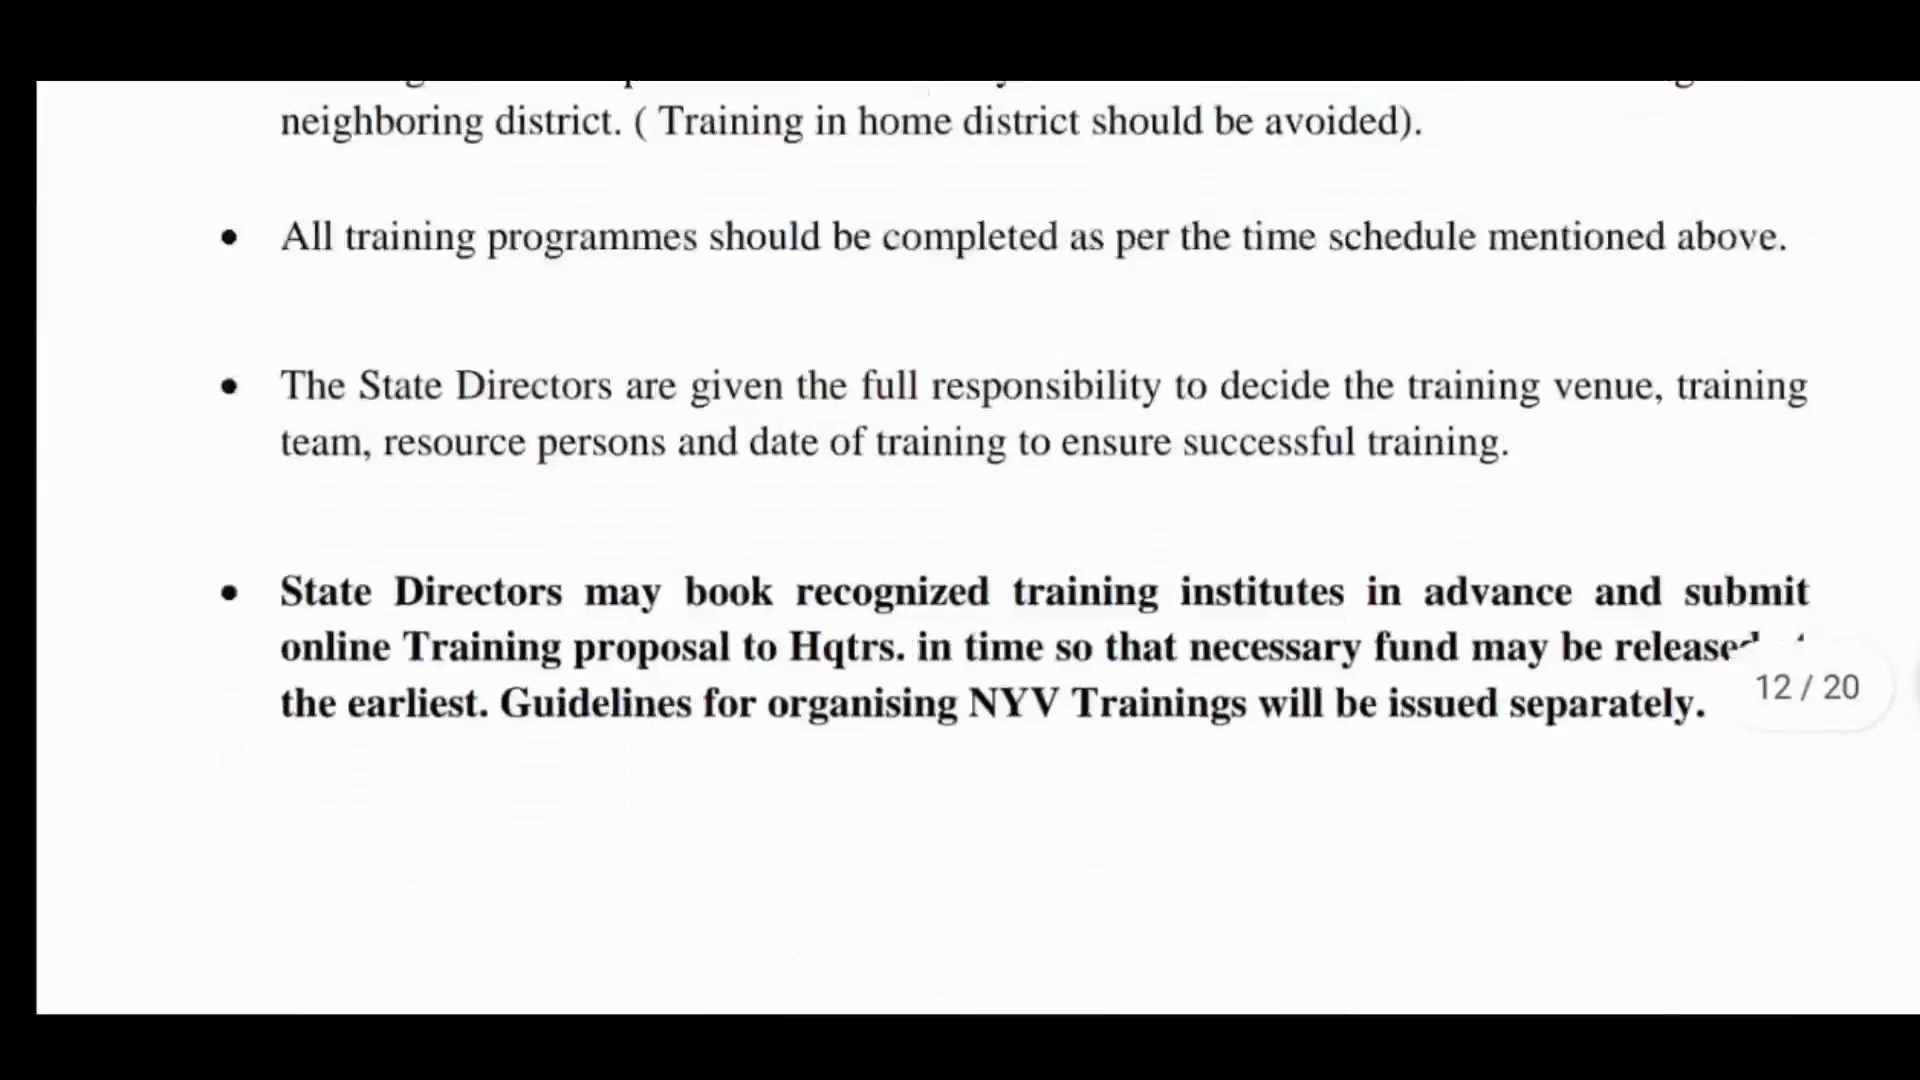 neighboring district. ( Training in home district should be avoided).
• All training programmes should be completed as per the time schedule mentioned above.
• The State Directors are given the full responsibility to decide the training venue, training
team, resource persons and date of training to ensure successful training.
• State Directors may book recognized training institutes in advance and submit
online Training proposal to Hqtrs. in time so that necessary fund may be released
the earliest. Guidelines for organising NYV Trainings will be issued separately.
12 / 20